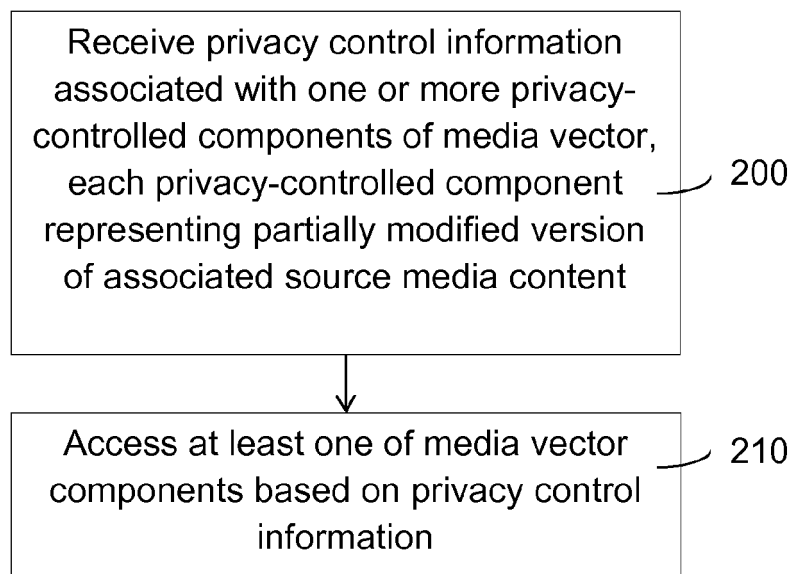 Receive privacy control information
associated with one or more privacy-
controlled components of media vector,
each privacy-controlled component
representing partially modified version
of associated source media content
200
Access at least one of media vector
components based on privacy control
information
210